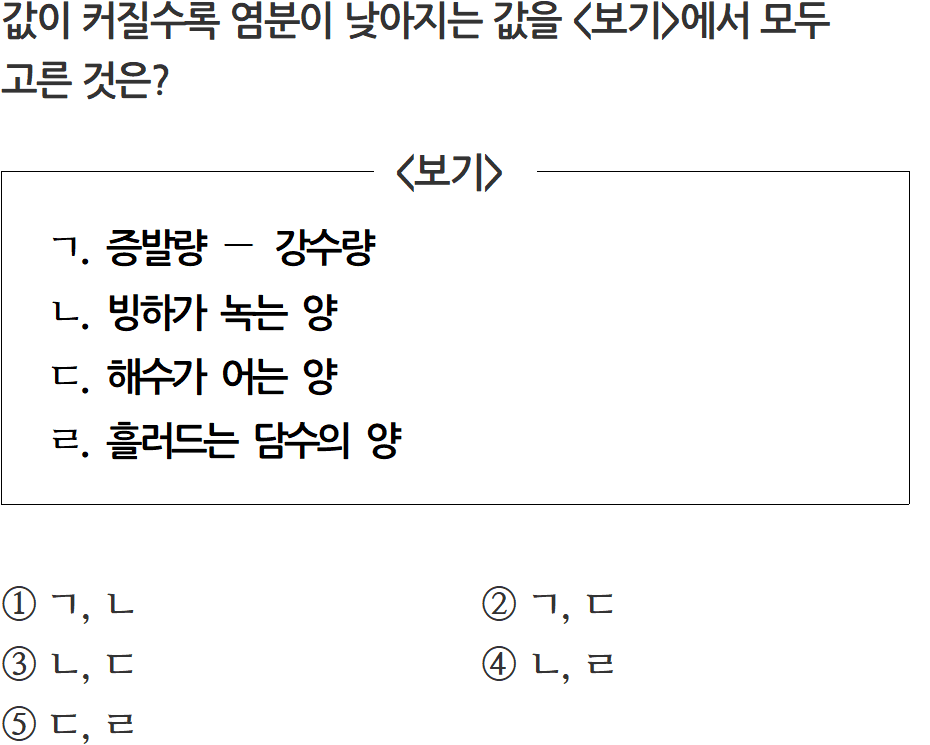 값이 커질수록 염분이 낮아지는 값을 <보기>에서 모두
고른 것은?
<보기>
ㄱ. 증발량 － 강수량
ㄴ. 빙하가 녹는 양
ㄷ. 해수가 어는 양
ㄹ. 흘러드는 담수의 양
① ㄱ, ㄴ ② ㄱ, ㄷ
③ ㄴ, ㄷ ④ ㄴ, ㄹ
⑤ ㄷ, ㄹ